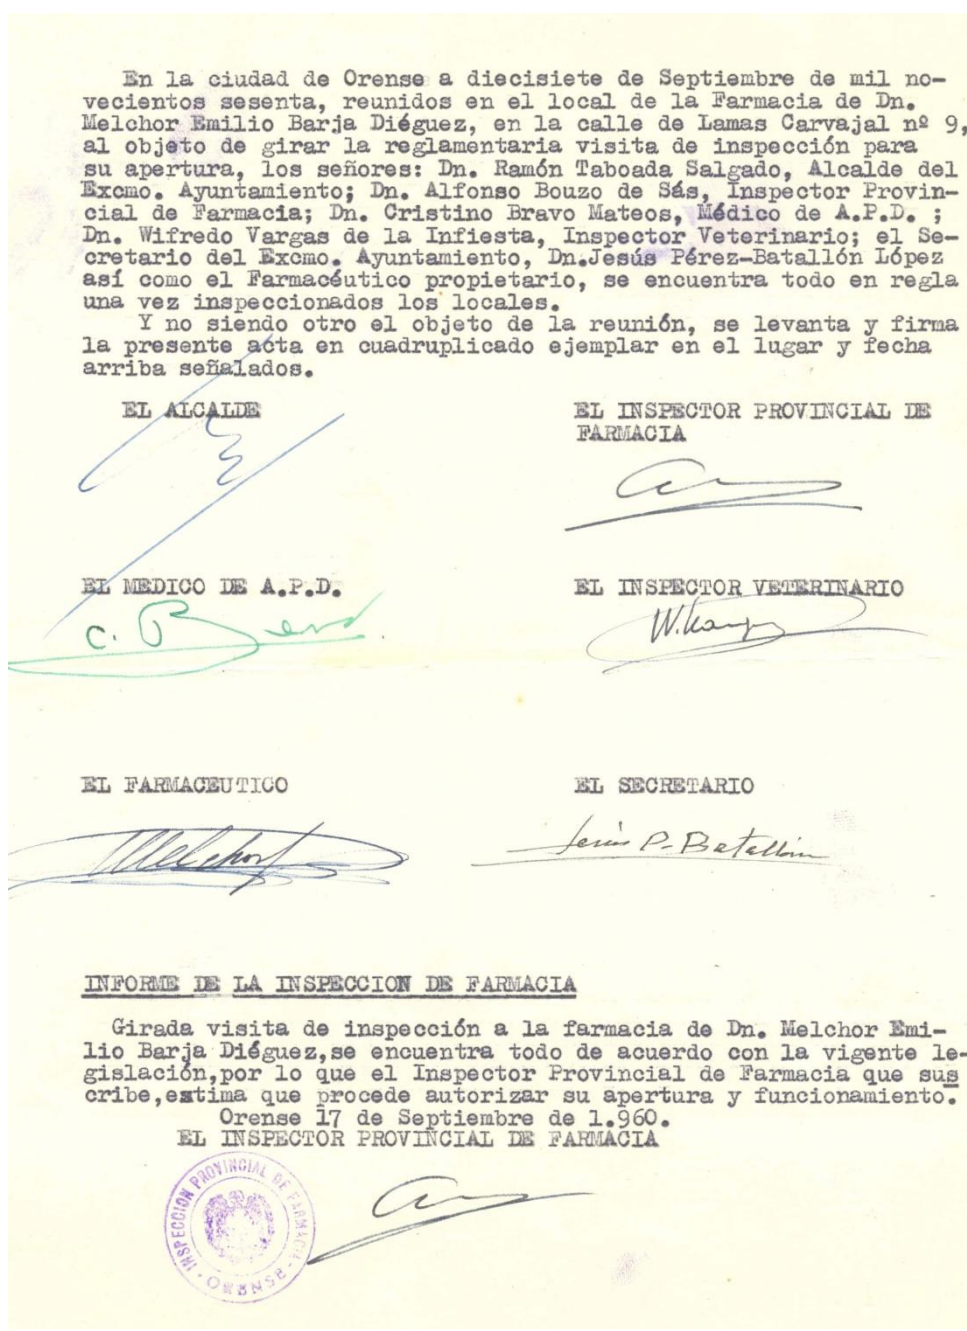 En la ciudad de Orense a diecisiete de Septiembre de mil no-
vecientos sesenta, reunidos en el local de la Farmacia de Dn.
Melchor Emilio Barja Diéguez, en la calle de Lamas Carvajal nº 9,
al objeto de girar la reglamentaria visita de inspección para
su apertura, los señores: Dn. Ramón Taboada Salgado, Alcalde del
Excmo. Ayuntamiento; Dn. Alfonso Bouzo de Sás, Inspector Provin-
cial de Farmacia; Dn. Cristino Bravo Mateos, Médico de A.P.D. ;
Dn. Wifredo Vargas de la Infiesta, Inspector Veterinario; el Se-
cretario del Excmo. Ayuntamiento, Dn.Jesús Pérez-Batallón López
así como el Farmacéutico propietario, se encuentra todo en regla
una vez inspeccionados los locales.
Y no siendo otro el objeto de la reunión, se levanta y firma
la presente acta en cuadruplicado ejemplar en el lugar y fecha
arriba señalados.
EL ALCALDE
EL INSPECTOR PROVINCIAL DE
FARMACIA
EL MEDICO DE A.P.D.
EL INSPECTOR VETERINARIO
C. Bravo
W. Vargas
EL FARMACEUTICO
EL SECRETARIO
Melchor
Jesús P-Batallón
INFORME DE LA INSPECCION DE FARMACIA
Girada visita de inspección a la farmacia de Dn. Melchor Emi-
lio Barja Diéguez,se encuentra todo de acuerdo con la vigente le-
gislación,por lo que el Inspector Provincial de Farmacia que sus
cribe,estima que procede autorizar su apertura y funcionamiento.
Orense 17 de Septiembre de 1.960.
EL INSPECTOR PROVINCIAL DE FARMACIA
INSPECCIÓN PROVINCIAL DE FARMACIA